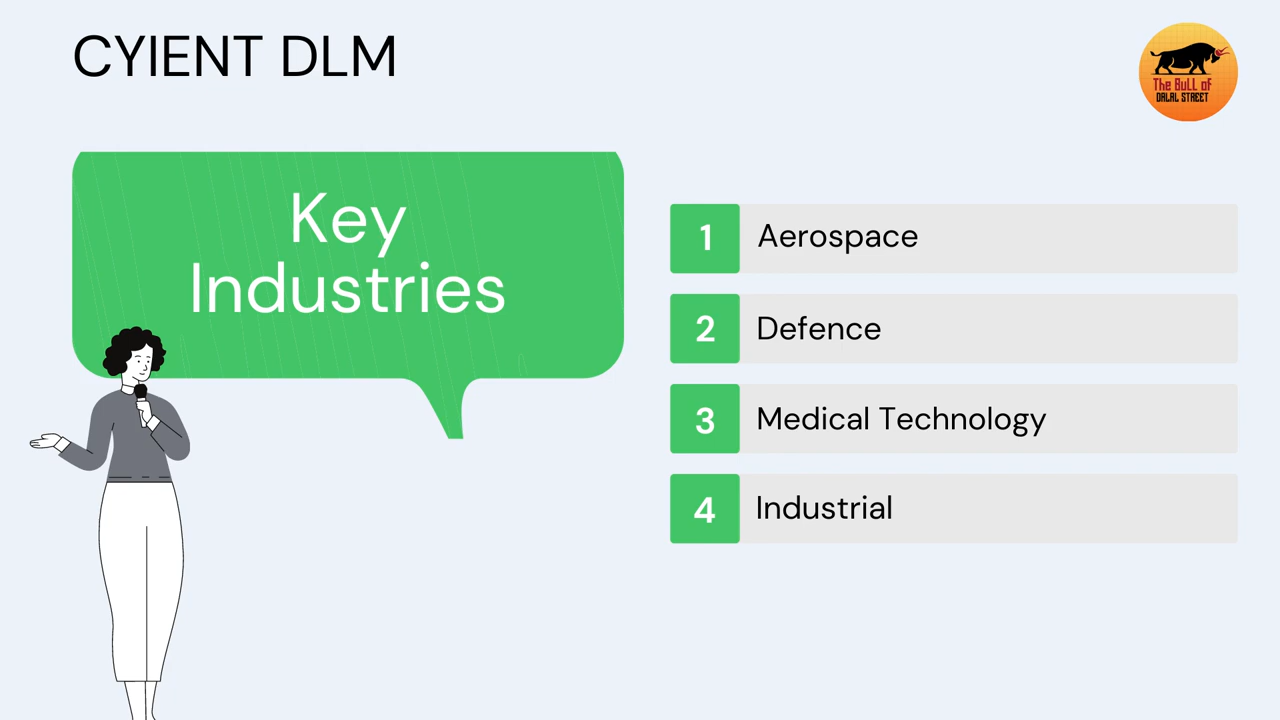 CYIENT DLM
The Bull of
DALAL STREET
Key
Industries
1 Aerospace
2 Defence
3 Medical Technology
4 Industrial